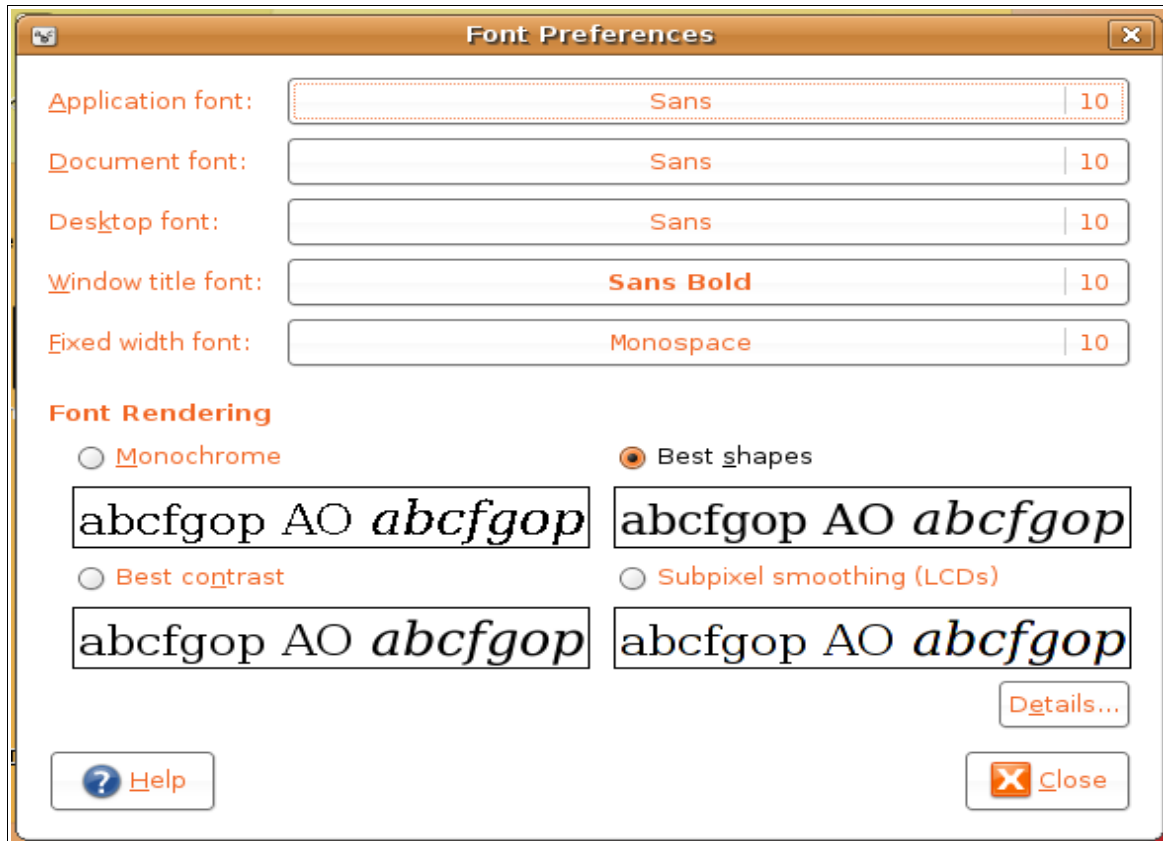 Font Preferences
Application font: Sans 10
Document font: Sans 10
Desktop font: Sans 10
Window title font: Sans Bold 10
Fixed width font: Monospace 10
Font Rendering
Monochrome Best shapes
abcfgop AO abcfgop abcfgop AO abcfgop
Best contrast Subpixel smoothing (LCDs)
abcfgop AO abcfgop abcfgop AO abcfgop
Details...
Help Close